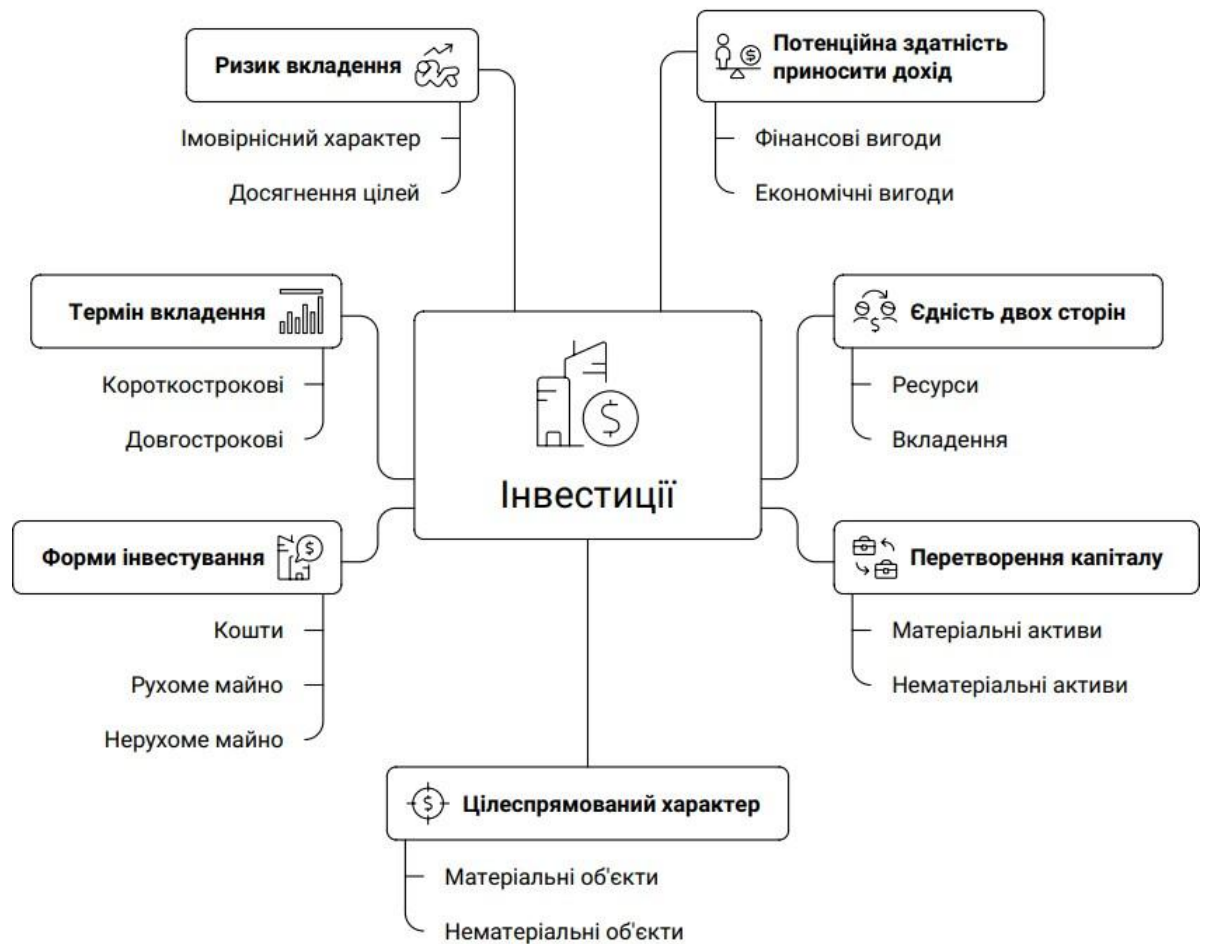 Ризик вкладення
Імовірнісний характер
Досягнення цілей
Потенційна здатність
приносити дохід
Фінансові вигоди
Економічні вигоди
Термін вкладення
Короткострокові
Довгострокові
Єдність двох сторін
Ресурси
Вкладення
Інвестиції
Форми інвестування
Кошти
Рухоме майно
Нерухоме майно
Перетворення капіталу
Матеріальні активи
Нематеріальні активи
Цілеспрямований характер
Матеріальні об'єкти
Нематеріальні об'єкти